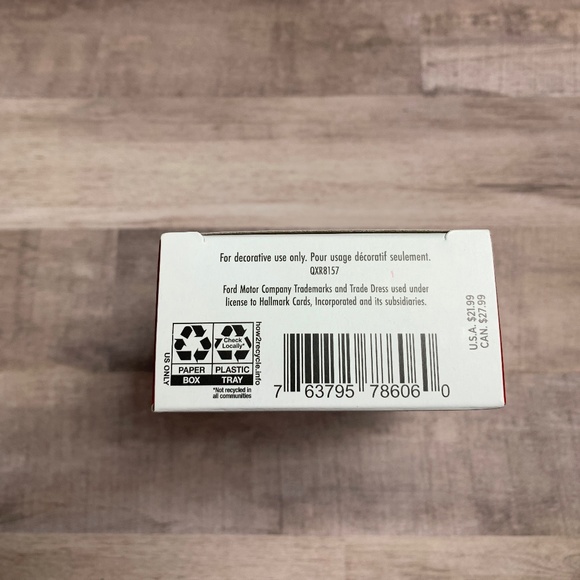 For decorative use only. Pour usage décoratif seulement.
QXR8157
Ford Motor Company Trademarks and Trade Dress used under
license to Hallmark Cards, Incorporated and its subsidiaries.
U.S.A. $21.99
CAN. $27.99
US ONLY
PAPER
BOX
Check
Locally*
PLASTIC
TRAY
*Not recycled in
all communities
how2recycle.info
7 63795 78606 0